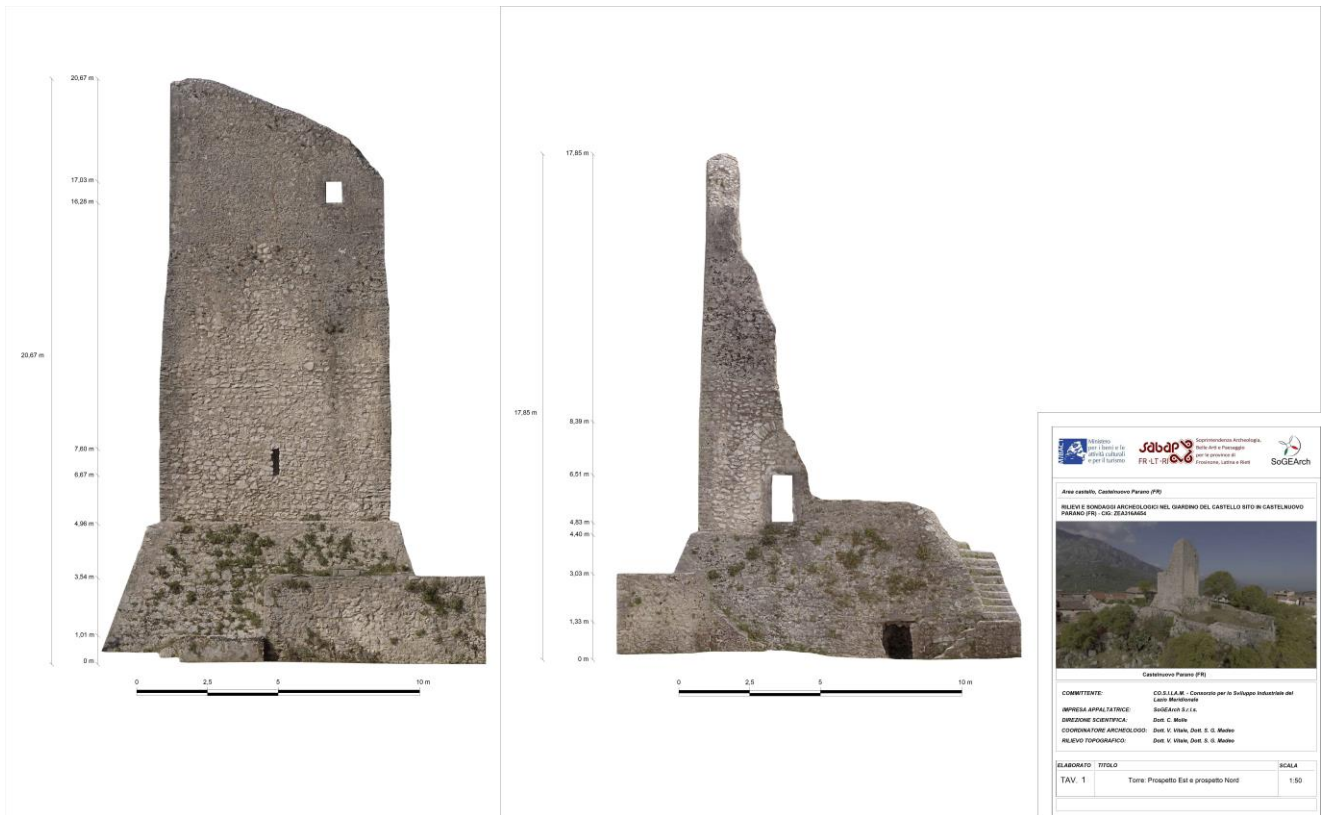 20,67 m
17,03 m
16,28 m
20,67 m
7,60 m
6,67 m
4,96 m
3,54 m
1,01 m
0 m
0
2,5
5
10 m
17,85 m
17,85 m
8,39 m
6,51 m
4,83 m
4,40 m
3,03 m
1,33 m
0 m
0
2,5
5
10 m
MiBACT
Ministero
per i beni e le
attività culturali
e per il turismo
sabap
FR·LT·RI
Soprintendenza Archeologia,
Belle Arti e Paesaggio
per le province di
Frosinone, Latina e Rieti
SoGEArch
Area castello, Castelnuovo Parano (FR)
RILIEVI E SONDAGGI ARCHEOLOGICI NEL GIARDINO DEL CASTELLO SITO IN CASTELNUOVO
PARANO (FR) - CIG: ZEA316A654
Castelnuovo Parano (FR)
COMMITTENTE: CO.S.I.LA.M. - Consorzio per lo Sviluppo Industriale del
Lazio Meridionale
IMPRESA APPALTATRICE: SoGEArch S.r.l.s.
DIREZIONE SCIENTIFICA: Dott. C. Molle
COORDINATORE ARCHEOLOGO: Dott. V. Vitale, Dott. S. G. Madeo
RILIEVO TOPOGRAFICO: Dott. V. Vitale, Dott. S. G. Madeo
ELABORATO TITOLO SCALA
TAV. 1 Torre: Prospetto Est e prospetto Nord 1:50